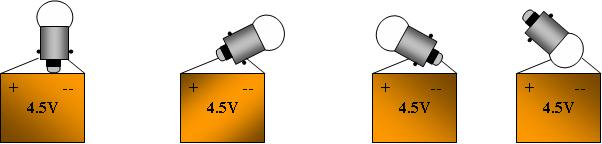 + -- + -- + -- + --
4.5V 4.5V 4.5V 4.5V